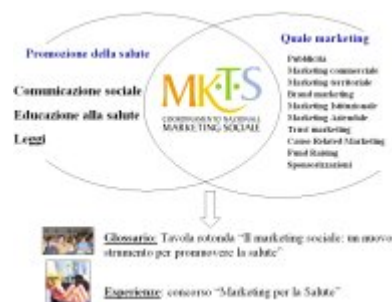 Promozione della salute
Comunicazione sociale
Educazione alla salute
Leggi
MK·T·S
COORDINAMENTO NAZIONALE
MARKETING SOCIALE
Quale marketing
Pubblicità
Marketing commerciale
Marketing territoriale
Brand marketing
Marketing Istituzionale
Marketing Aziendale
Trust marketing
Cause Related Marketing
Fund Raising
Sponsorizzazioni
Glossario: Tavola rotonda “Il marketing sociale: un nuovo
strumento per promuovere la salute”
Esperienze: concorso “Marketing per la Salute”